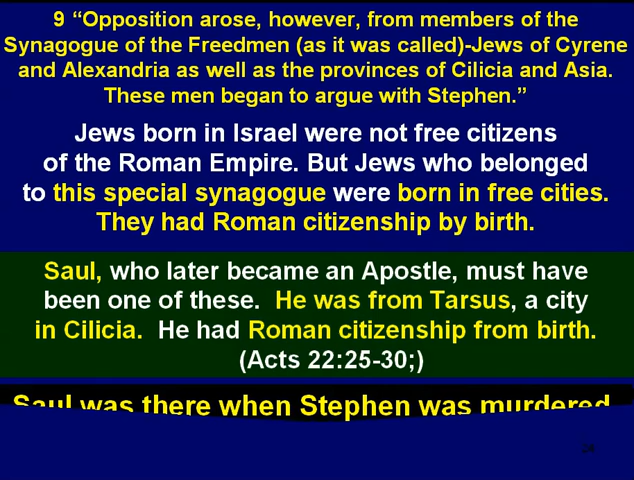 9 “Opposition arose, however, from members of the
Synagogue of the Freedmen (as it was called)-Jews of Cyrene
and Alexandria as well as the provinces of Cilicia and Asia.
These men began to argue with Stephen.”
Jews born in Israel were not free citizens
of the Roman Empire. But Jews who belonged
to this special synagogue were born in free cities.
They had Roman citizenship by birth.
Saul, who later became an Apostle, must have
been one of these. He was from Tarsus, a city
in Cilicia. He had Roman citizenship from birth.
(Acts 22:25-30;)
Saul was there when Stephen was murdered